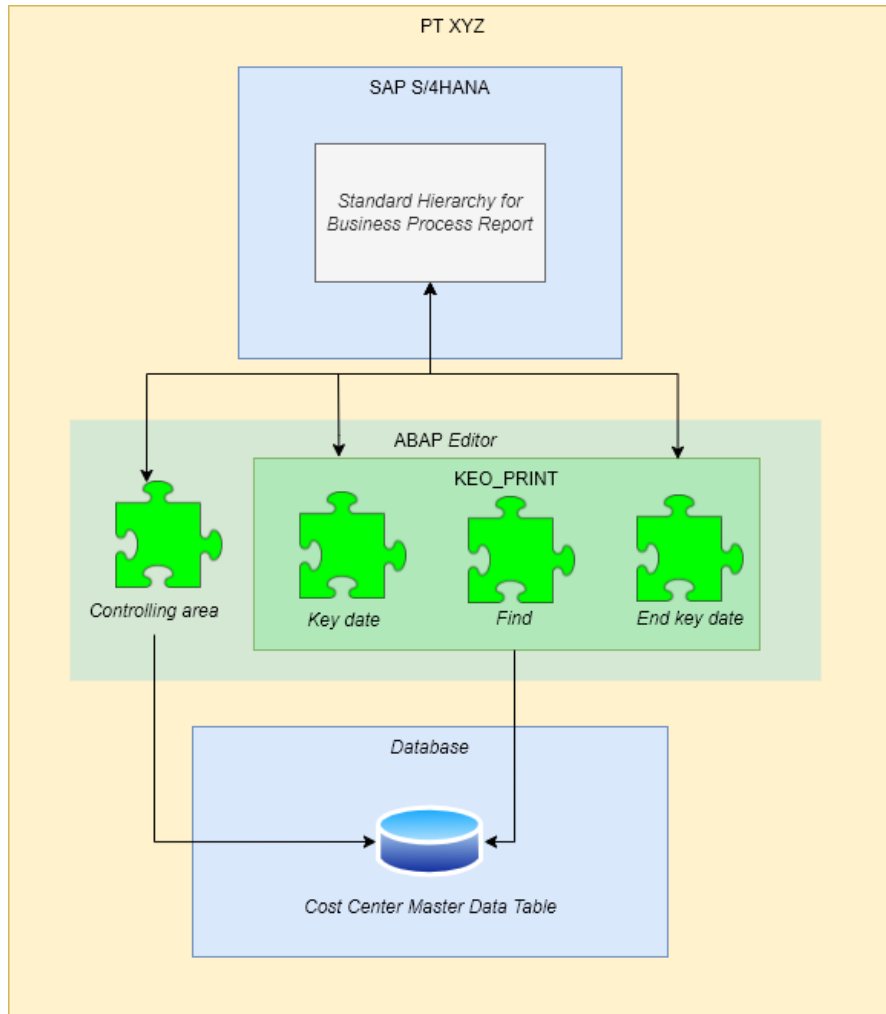 PT XYZ
SAP S/4HANA
Standard Hierarchy for
Business Process Report
ABAP Editor
KEO_PRINT
Controlling area
Key date
Find
End key date
Database
Cost Center Master Data Table